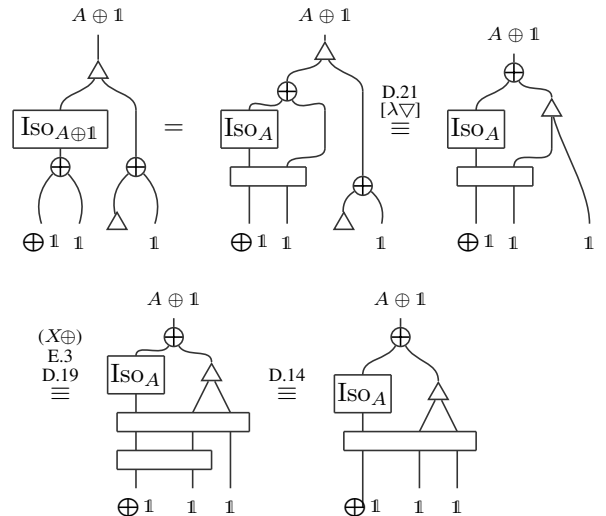 A ⊕ 𝟙
Iso_{A⊕𝟙}
⊕ 𝟙 𝟙 𝟙
=
A ⊕ 𝟙
Iso_A
⊕ 𝟙 𝟙 𝟙
D.21
[λ▽]
≡
A ⊕ 𝟙
Iso_A
⊕ 𝟙 𝟙 𝟙
(X⊕)
E.3
D.19
≡
A ⊕ 𝟙
Iso_A
⊕ 𝟙 𝟙 𝟙
D.14
≡
A ⊕ 𝟙
Iso_A
⊕ 𝟙 𝟙 𝟙